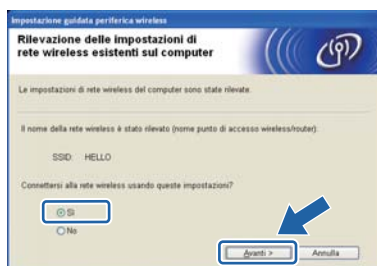 Impostazione guidata periferica wireless
Rilevazione delle impostazioni di
rete wireless esistenti sul computer
Le impostazioni di rete wireless del computer sono state rilevate.
Il nome della rete wireless è stato rilevato (nome punto di accesso wireless/router).
SSID: HELLO
Connettersi alla rete wireless usando queste impostazioni?
Sì
No
Avanti >
Annulla